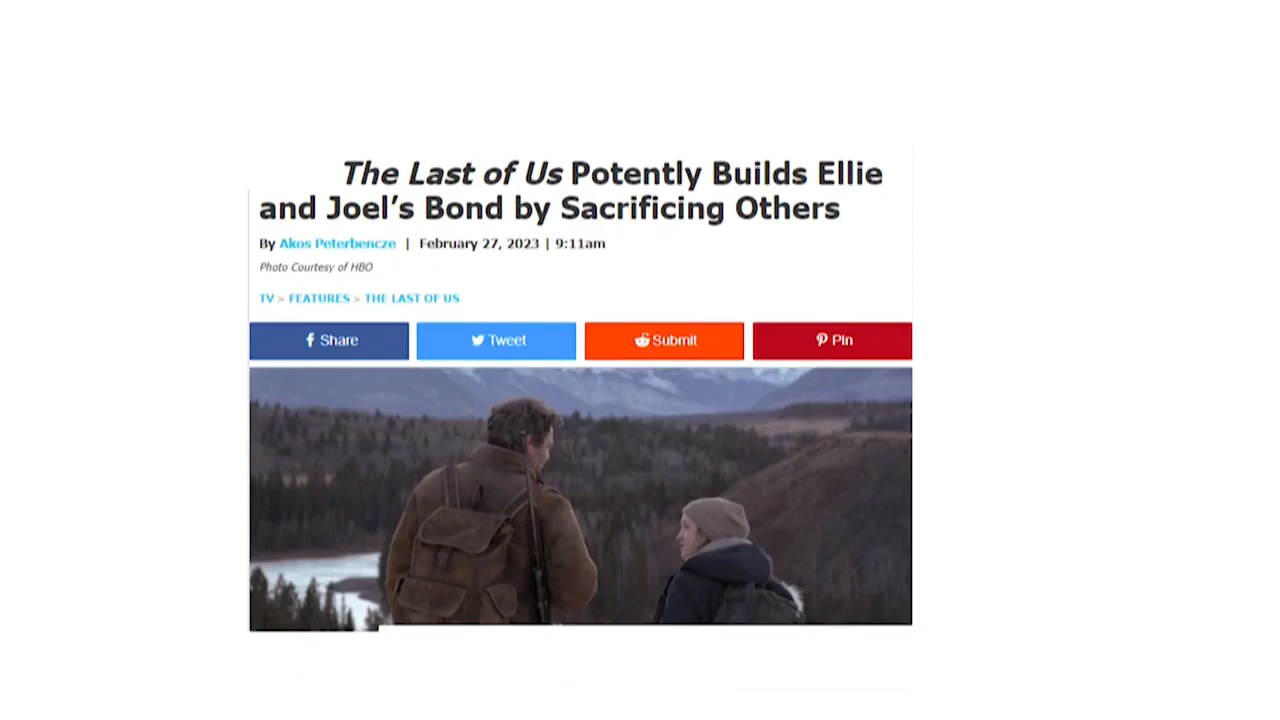 The Last of Us Potently Builds Ellie
and Joel’s Bond by Sacrificing Others
By Akos Peterbencze | February 27, 2023 | 9:11am
Photo Courtesy of HBO
TV > FEATURES > THE LAST OF US
Share Tweet Submit Pin